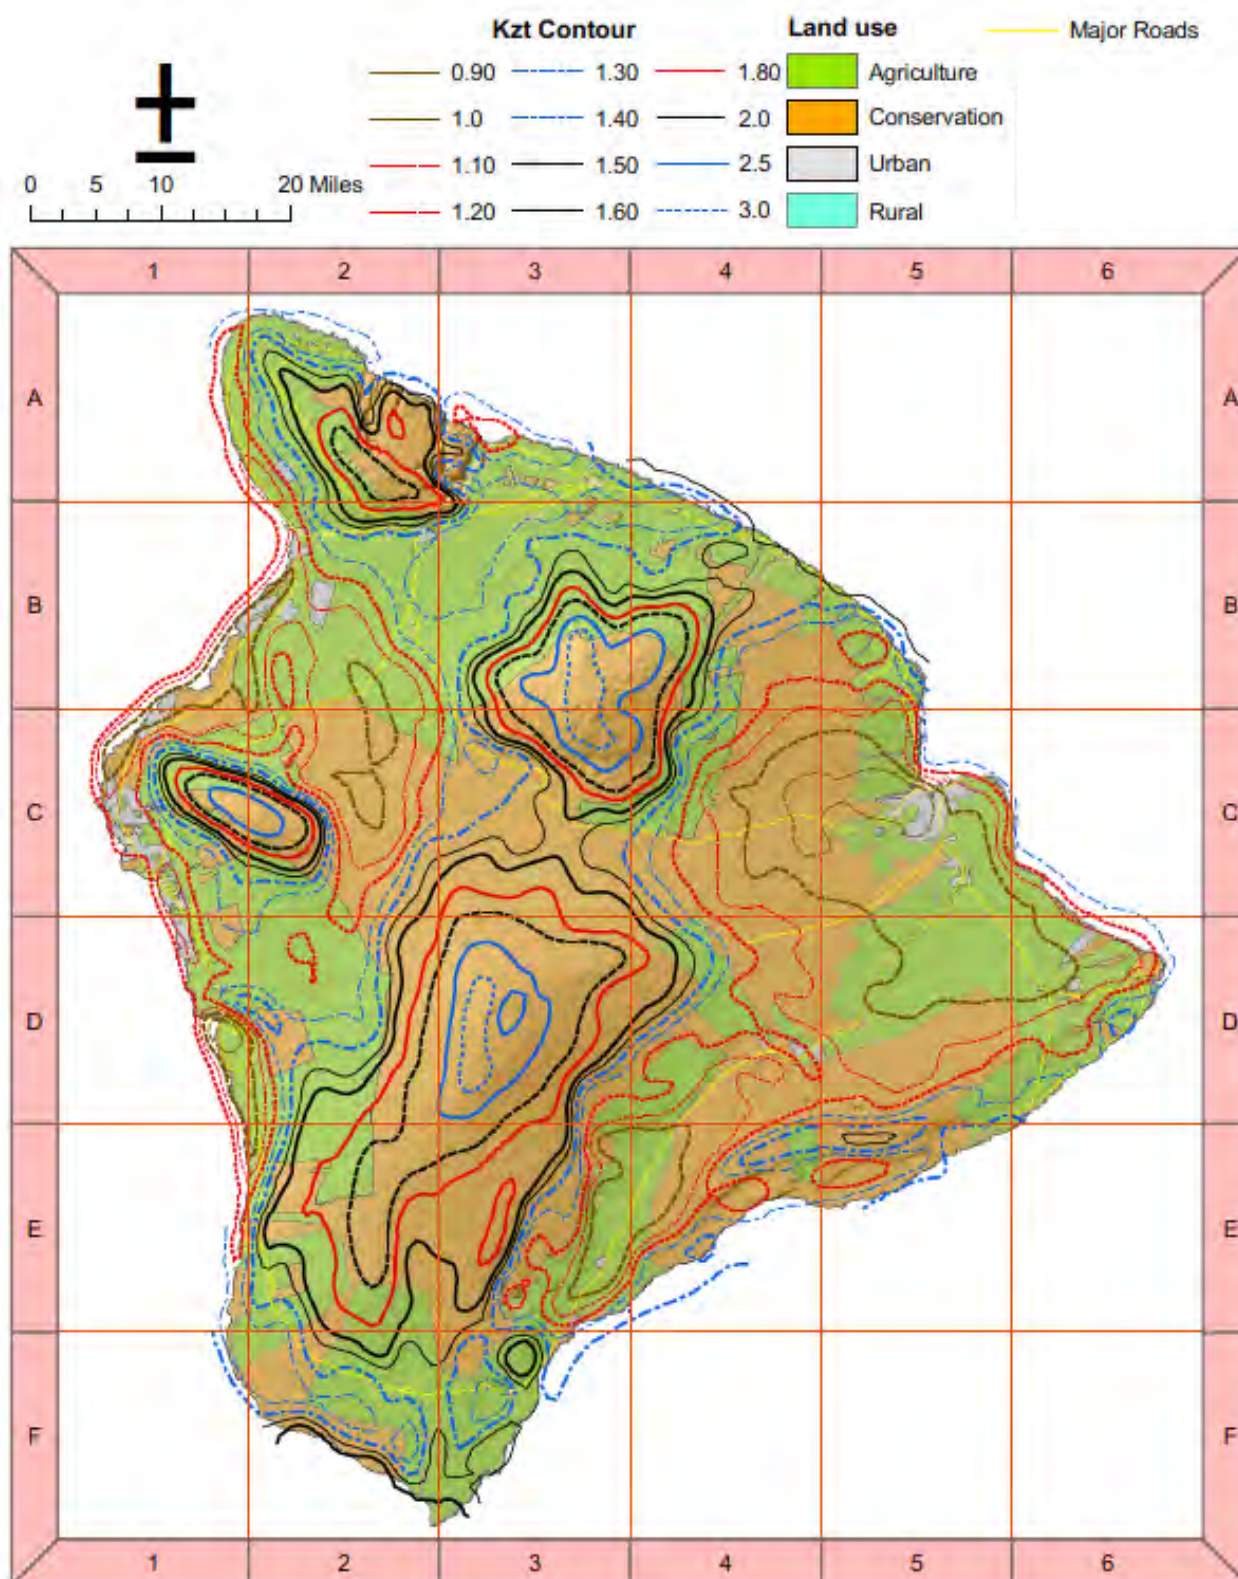 Kzt Contour Land use Major Roads
0.90 1.30 1.80 Agriculture
1.0 1.40 2.0 Conservation
1.10 1.50 2.5 Urban
1.20 1.60 3.0 Rural
0 5 10 20 Miles
1 2 3 4 5 6
A A
B B
C C
D D
E E
F F
1 2 3 4 5 6